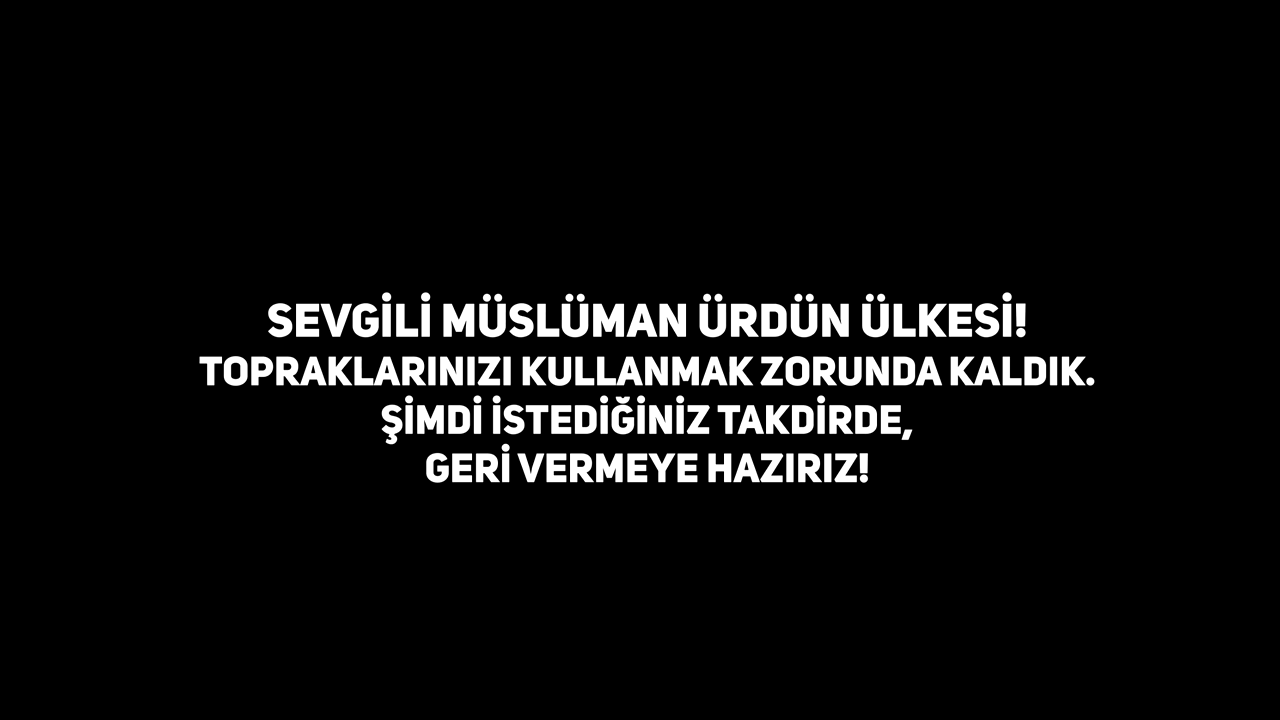 SEVGİLİ MÜSLÜMAN ÜRDÜN ÜLKESİ!
TOPRAKLARINIZI KULLANMAK ZORUNDA KALDIK.
ŞİMDİ İSTEDİĞİNİZ TAKDİRDE,
GERİ VERMEYE HAZIRIZ!